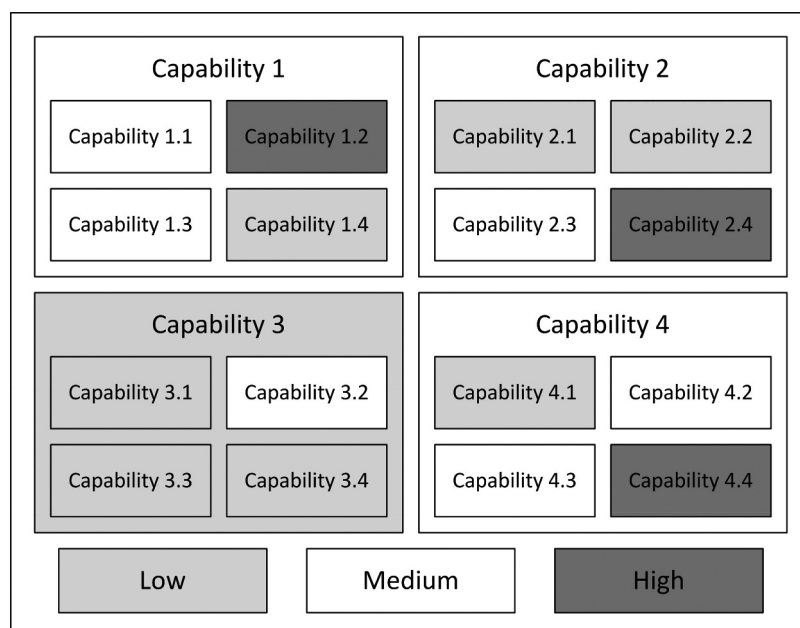 Capability 1
Capability 1.1
Capability 1.2
Capability 1.3
Capability 1.4
Capability 2
Capability 2.1
Capability 2.2
Capability 2.3
Capability 2.4
Capability 3
Capability 3.1
Capability 3.2
Capability 3.3
Capability 3.4
Capability 4
Capability 4.1
Capability 4.2
Capability 4.3
Capability 4.4
Low
Medium
High